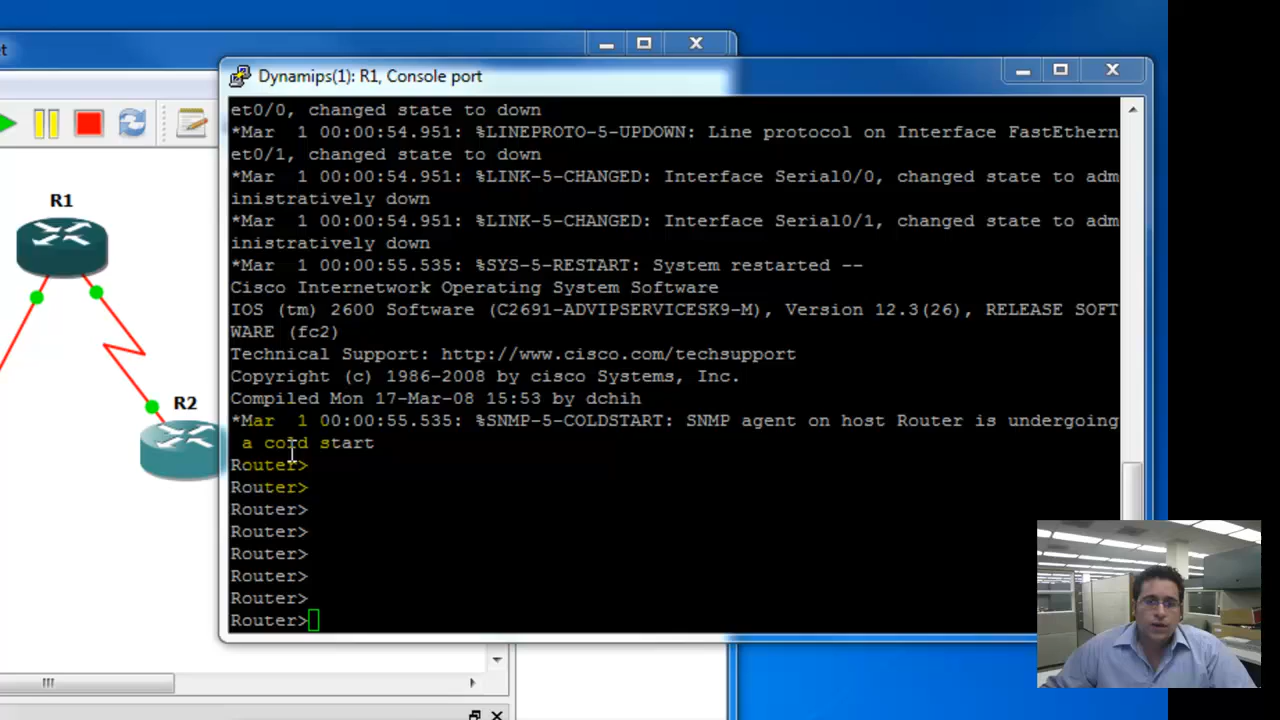 et
Dynamips(1): R1, Console port
R1
R2
et0/0, changed state to down
*Mar  1 00:00:54.951: %LINEPROTO-5-UPDOWN: Line protocol on Interface FastEthern
et0/1, changed state to down
*Mar  1 00:00:54.951: %LINK-5-CHANGED: Interface Serial0/0, changed state to adm
inistratively down
*Mar  1 00:00:54.951: %LINK-5-CHANGED: Interface Serial0/1, changed state to adm
inistratively down
*Mar  1 00:00:55.535: %SYS-5-RESTART: System restarted --
Cisco Internetwork Operating System Software
IOS (tm) 2600 Software (C2691-ADVIPSERVICESK9-M), Version 12.3(26), RELEASE SOFT
WARE (fc2)
Technical Support: http://www.cisco.com/techsupport
Copyright (c) 1986-2008 by cisco Systems, Inc.
Compiled Mon 17-Mar-08 15:53 by dchih
*Mar  1 00:00:55.535: %SNMP-5-COLDSTART: SNMP agent on host Router is undergoing
 a cold start
Router>
Router>
Router>
Router>
Router>
Router>
Router>
Router>